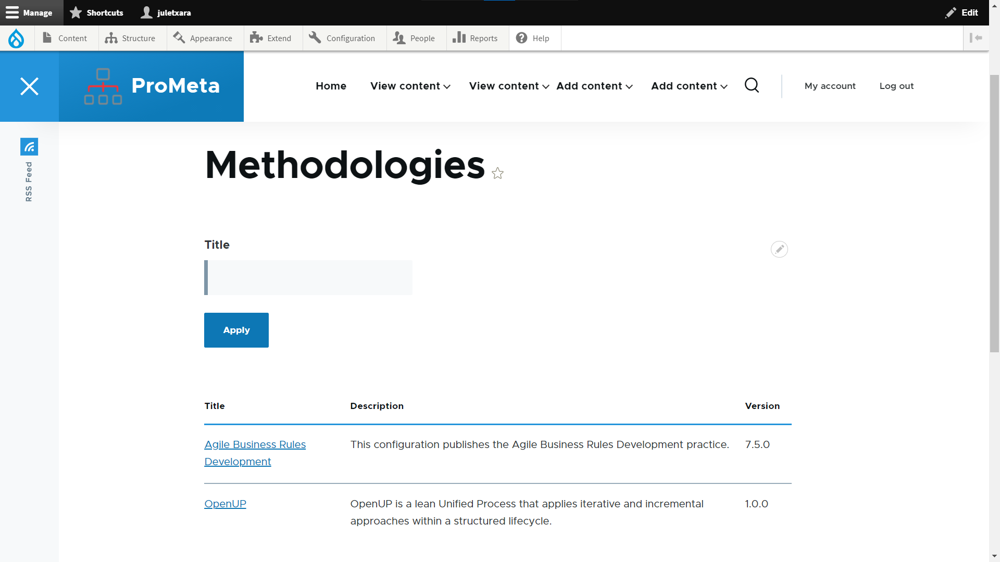 Manage Shortcuts juletxara Edit
Content Structure Appearance Extend Configuration People Reports Help
ProMeta Home View content View content Add content Add content My account Log out
RSS Feed
Methodologies
Title
Apply
Title Description Version
Agile Business Rules This configuration publishes the Agile Business Rules Development practice. 7.5.0
Development
OpenUP OpenUP is a lean Unified Process that applies iterative and incremental 1.0.0
approaches within a structured lifecycle.